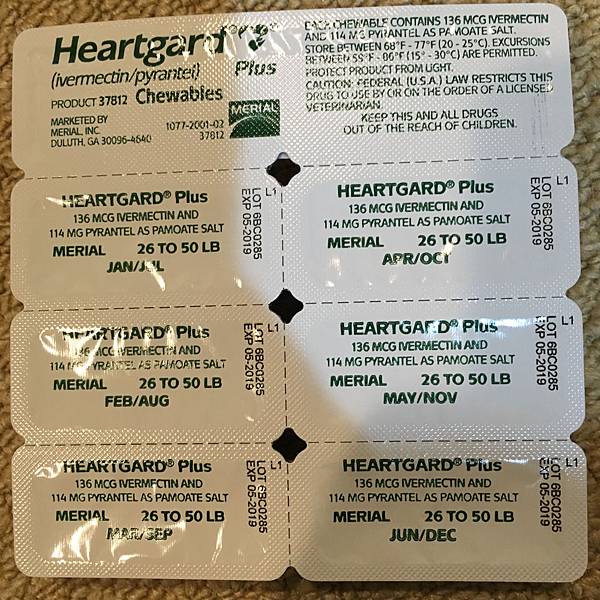 Heartgard®
Plus
(ivermectin/pyrantel)
PRODUCT 37812 Chewables
MARKETED BY
MERIAL, INC.
DULUTH, GA 30096-4640
1077-2001-02
37812
MERIAL
EACH CHEWABLE CONTAINS 136 MCG IVERMECTIN
AND 114 MG PYRANTEL AS PAMOATE SALT.
STORE BETWEEN 68°F - 77°F (20 - 25°C). EXCURSIONS
BETWEEN 59°F - 86°F (15° - 30°C) ARE PERMITTED.
PROTECT PRODUCT FROM LIGHT.
CAUTION: FEDERAL (U.S.A.) LAW RESTRICTS THIS
DRUG TO USE BY OR ON THE ORDER OF A LICENSED
VETERINARIAN.
KEEP THIS AND ALL DRUGS
OUT OF THE REACH OF CHILDREN.
HEARTGARD® Plus
136 MCG IVERMECTIN AND
114 MG PYRANTEL AS PAMOATE SALT
MERIAL 26 TO 50 LB
JAN/JUL
LOT 6BC0285
EXP 05-2019
L1
HEARTGARD® Plus
136 MCG IVERMECTIN AND
114 MG PYRANTEL AS PAMOATE SALT
MERIAL 26 TO 50 LB
APR/OCT
LOT 6BC0285
EXP 05-2019
L1
HEARTGARD® Plus
136 MCG IVERMECTIN AND
114 MG PYRANTEL AS PAMOATE SALT
MERIAL 26 TO 50 LB
FEB/AUG
LOT 6BC0285
EXP 05-2019
L1
HEARTGARD® Plus
136 MCG IVERMECTIN AND
114 MG PYRANTEL AS PAMOATE SALT
MERIAL 26 TO 50 LB
MAY/NOV
LOT 6BC0285
EXP 05-2019
L1
HEARTGARD® Plus
136 MCG IVERMECTIN AND
114 MG PYRANTEL AS PAMOATE SALT
MERIAL 26 TO 50 LB
MAR/SEP
LOT 6BC0285
EXP 05-2019
L1
HEARTGARD® Plus
136 MCG IVERMECTIN AND
114 MG PYRANTEL AS PAMOATE SALT
MERIAL 26 TO 50 LB
JUN/DEC
LOT 6BC0285
EXP 05-2019
L1